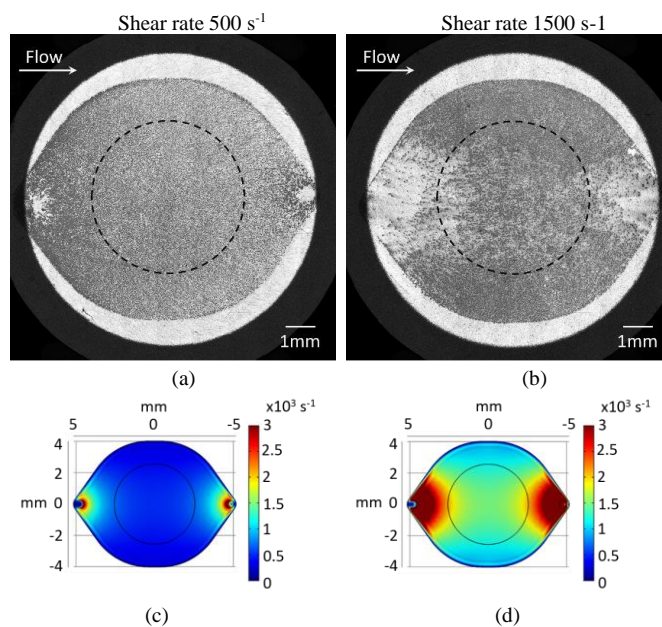 Shear rate 500 s-1
Shear rate 1500 s-1
Flow
Flow
1mm
1mm
(a)
(b)
mm
x10³ s-1
mm
x10³ s-1
5 0 -5
5 0 -5
4
2
mm 0
-2
-4
3
2.5
2
1.5
1
0.5
0
4
2
mm 0
-2
-4
3
2.5
2
1.5
1
0.5
0
(c)
(d)